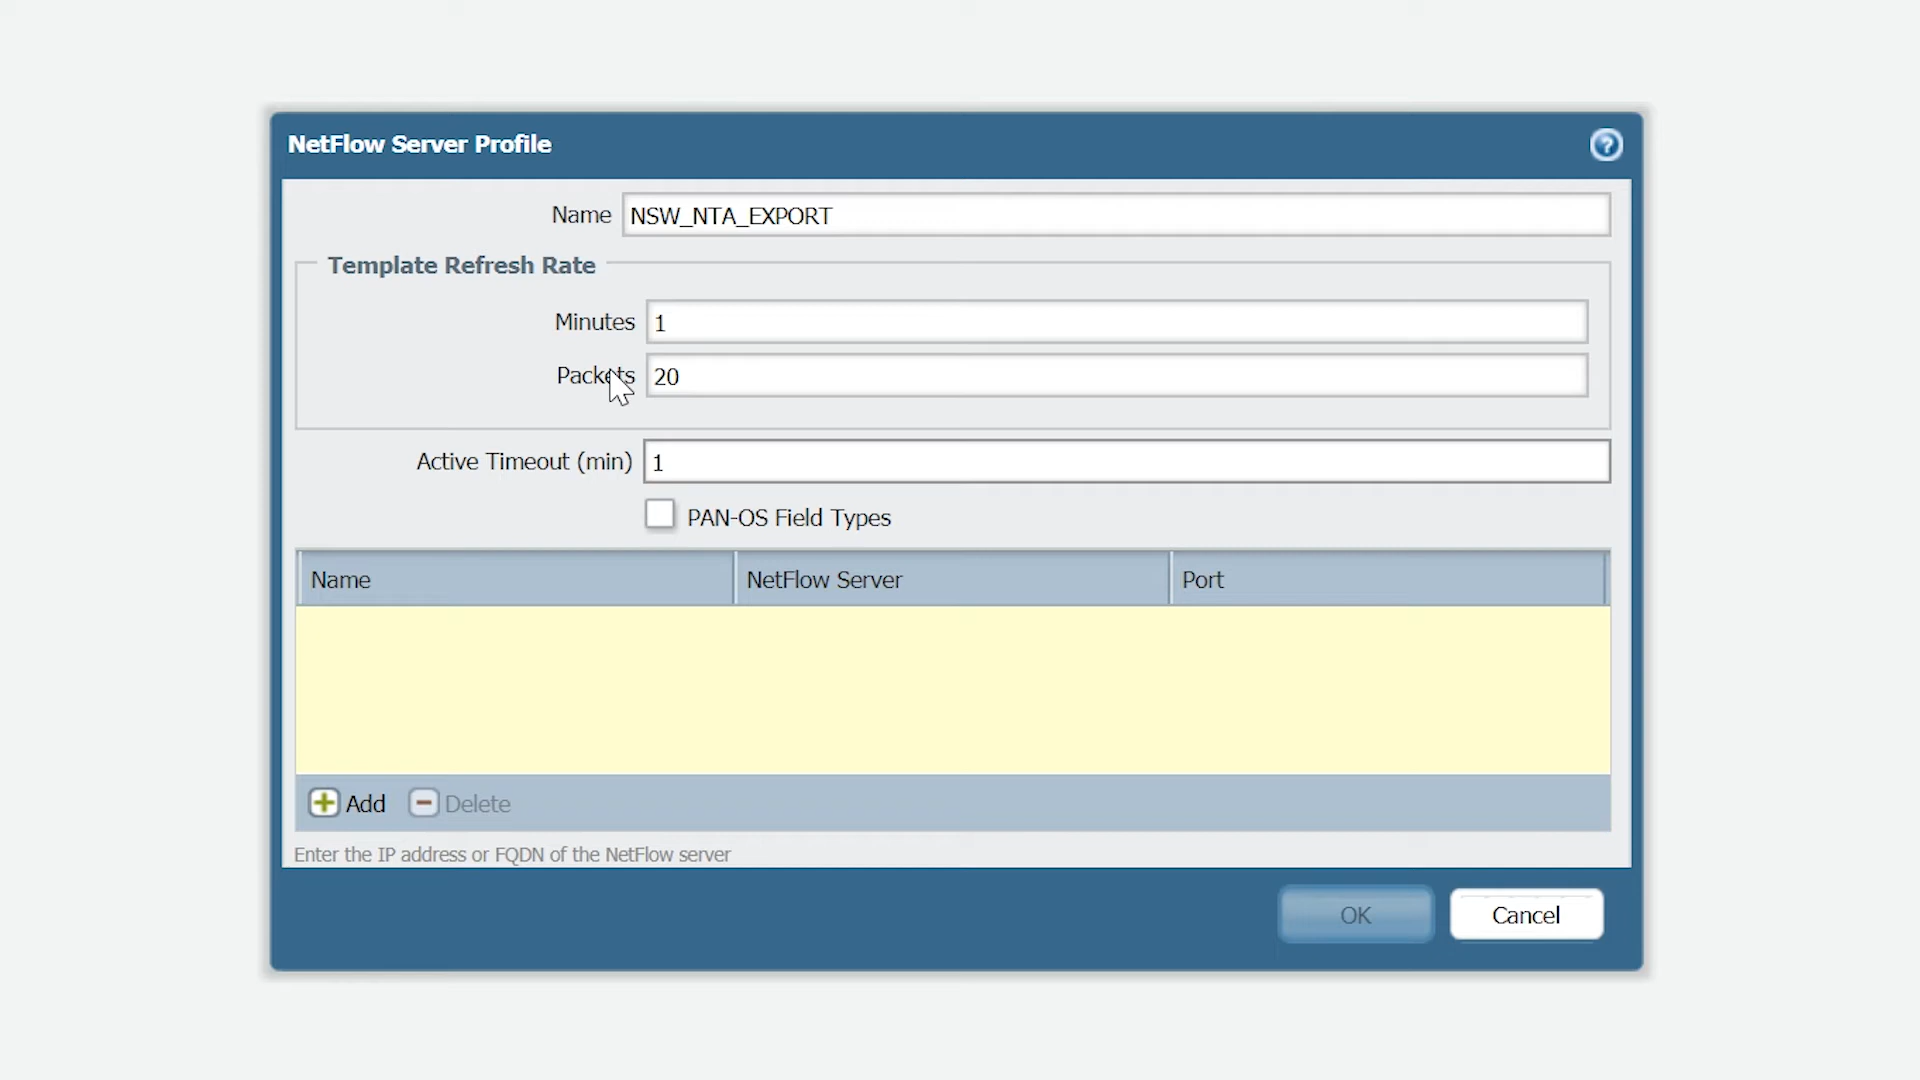 NetFlow Server Profile
?
Name NSW_NTA_EXPORT
Template Refresh Rate
Minutes 1
Packets 20
Active Timeout (min) 1
PAN-OS Field Types
Name NetFlow Server Port
Add Delete
Enter the IP address or FQDN of the NetFlow server
OK Cancel